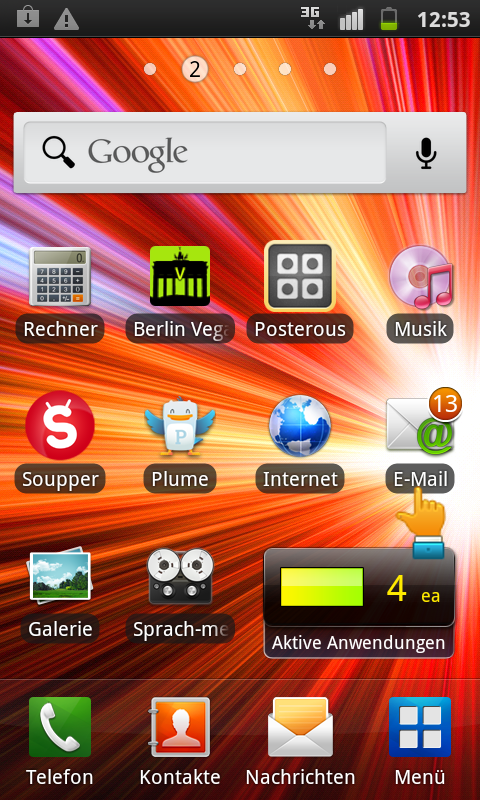 3G 12:53
2
Google
Rechner
Berlin Veg
Posterous
Musik
13
Soupper
Plume
Internet
E-Mail
4 ea
Galerie
Sprach-me
Aktive Anwendungen
Telefon
Kontakte
Nachrichten
Menü